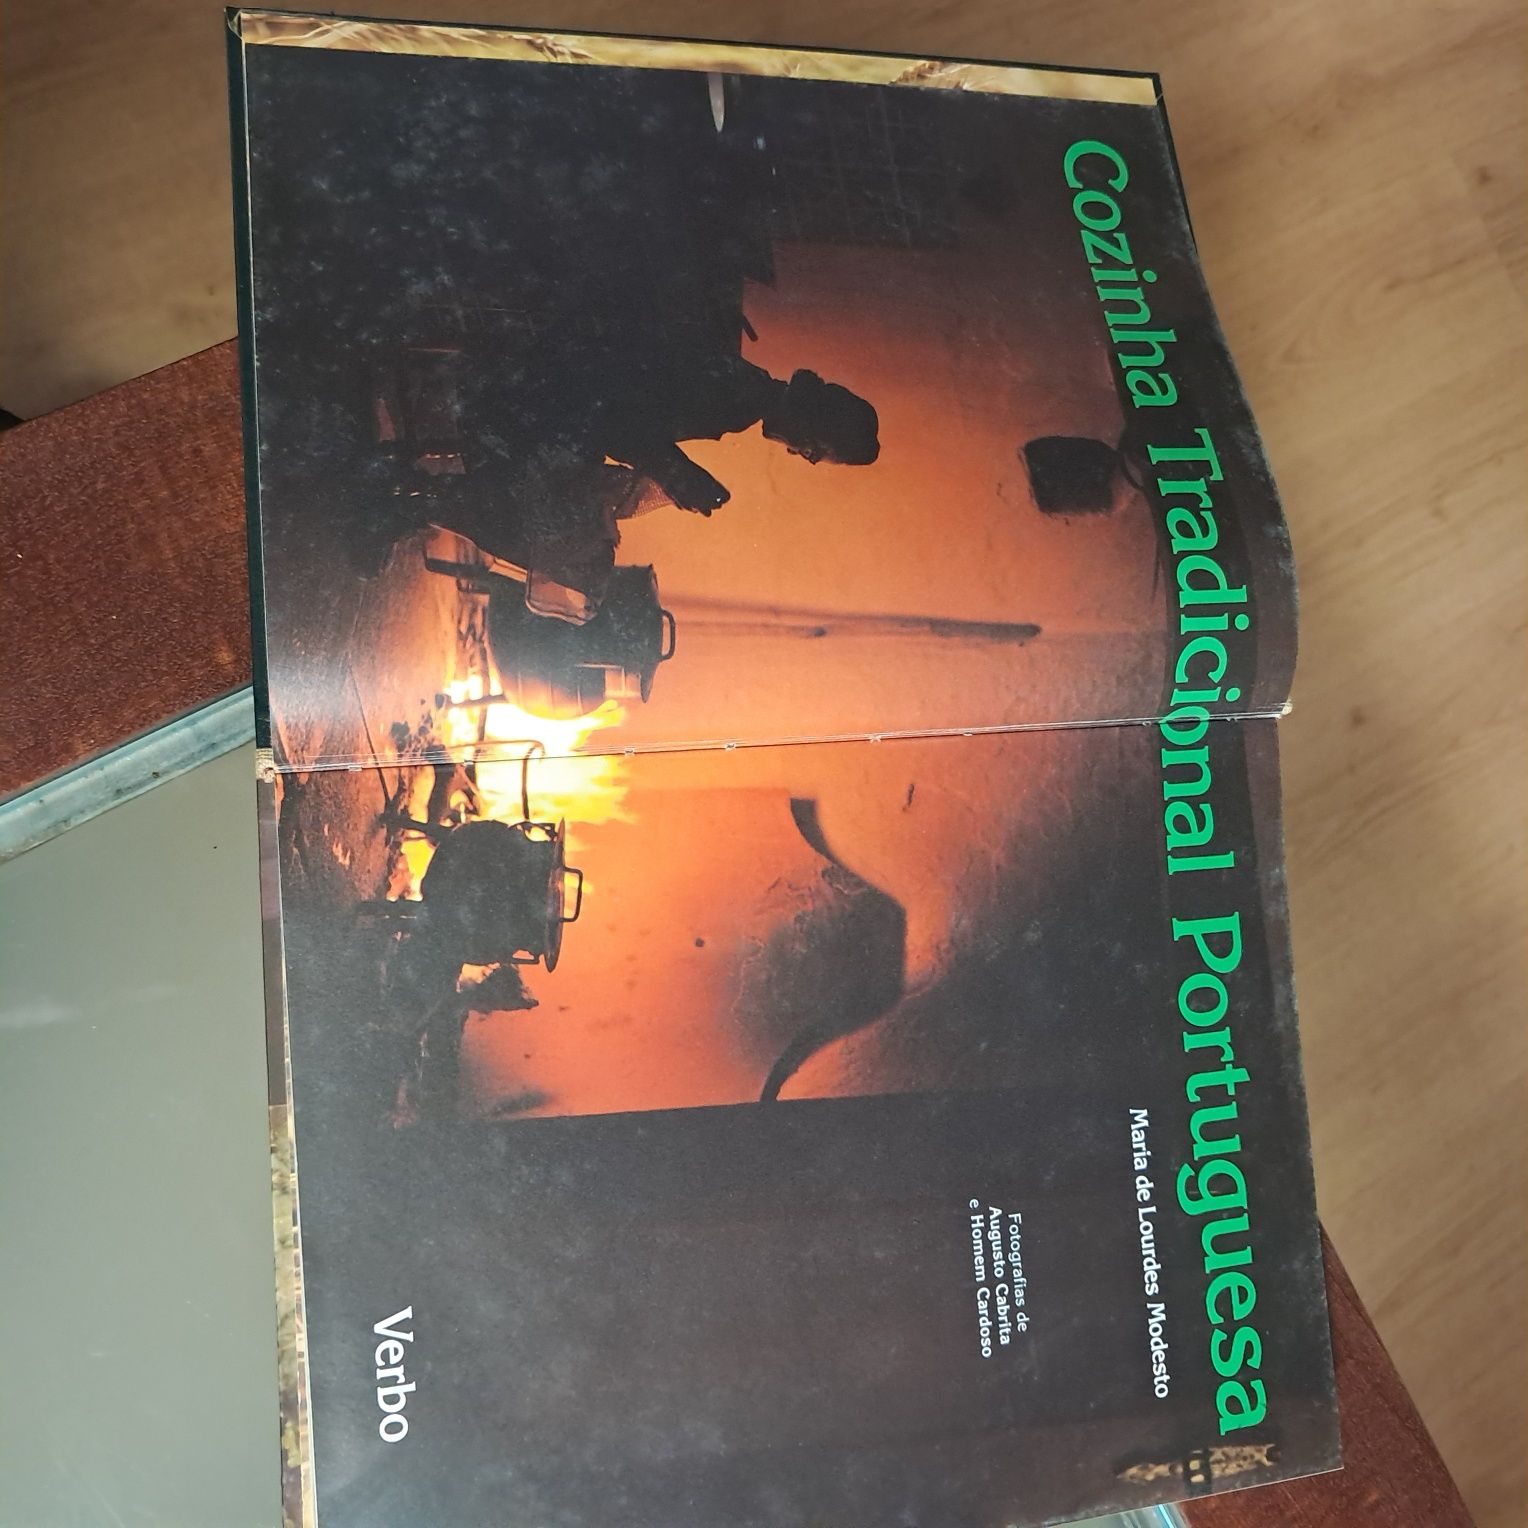 Cozinha Tradicional Portuguesa
Maria de Lourdes Modesto
Fotografias de
Augusto Cabrita
e Homem Cardoso
Verbo